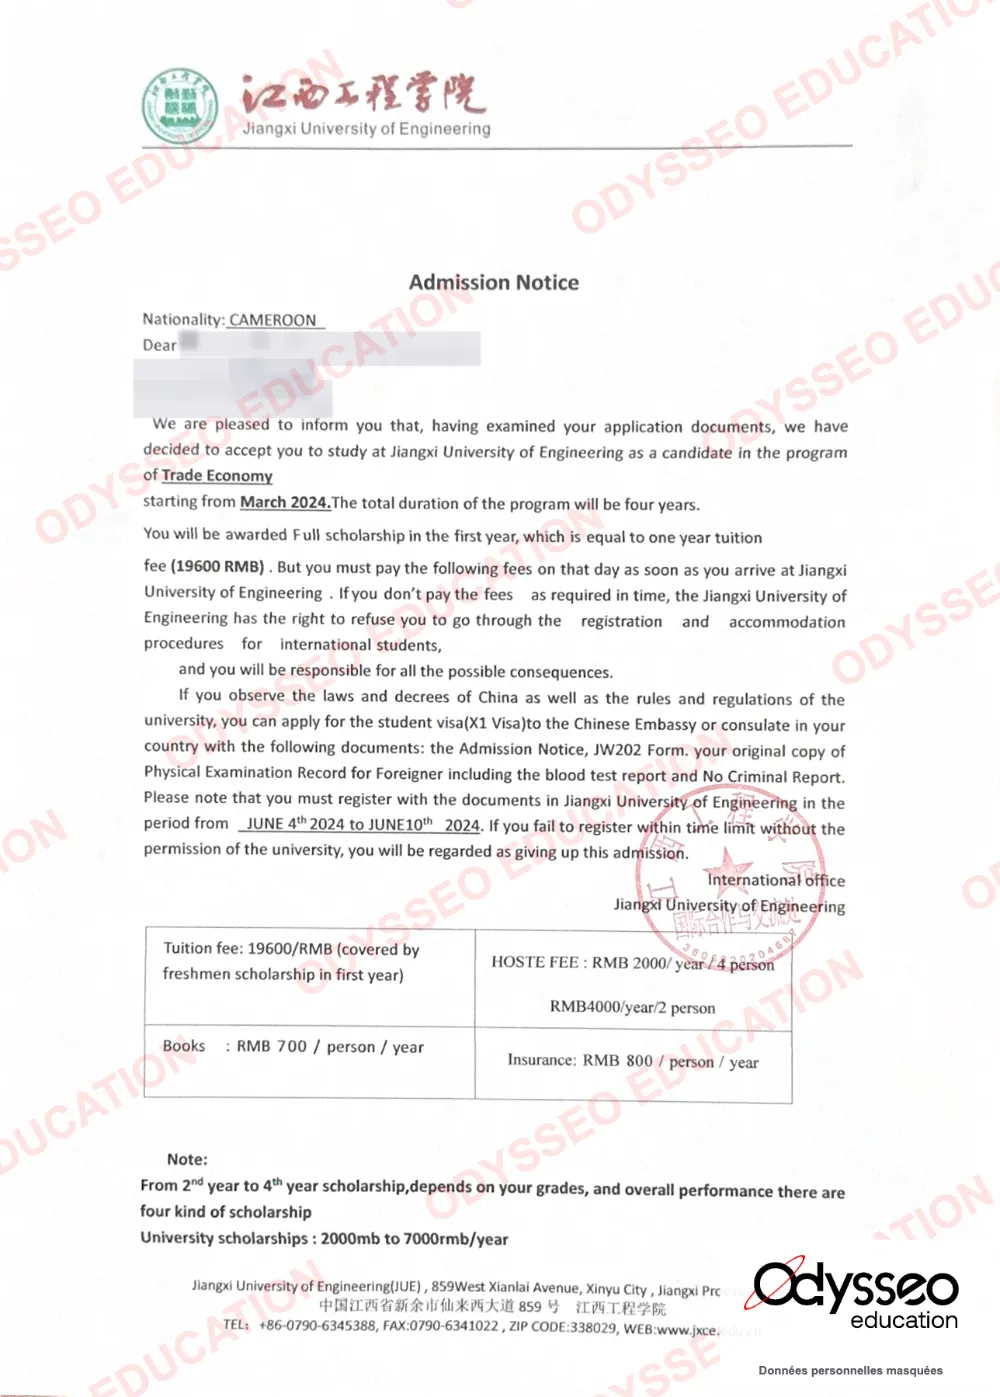 江西工程学院
Jiangxi University of Engineering
Admission Notice
Nationality: CAMEROON
Dear
We are pleased to inform you that, having examined your application documents, we have
decided to accept you to study at Jiangxi University of Engineering as a candidate in the program
of Trade Economy
starting from March 2024.The total duration of the program will be four years.
You will be awarded Full scholarship in the first year, which is equal to one year tuition
fee (19600 RMB) . But you must pay the following fees on that day as soon as you arrive at Jiangxi
University of Engineering . If you don't pay the fees as required in time, the Jiangxi University of
Engineering has the right to refuse you to go through the registration and accommodation
procedures for international students,
and you will be responsible for all the possible consequences.
If you observe the laws and decrees of China as well as the rules and regulations of the
university, you can apply for the student visa(X1 Visa)to the Chinese Embassy or consulate in your
country with the following documents: the Admission Notice, JW202 Form. your original copy of
Physical Examination Record for Foreigner including the blood test report and No Criminal Report.
Please note that you must register with the documents in Jiangxi University of Engineering in the
period from JUNE 4th 2024 to JUNE10th 2024. If you fail to register within time limit without the
permission of the university, you will be regarded as giving up this admission.
International office
Jiangxi University of Engineering
江西工程学院
国际合作与交流处
Tuition fee: 19600/RMB (covered by
freshmen scholarship in first year)
HOSTE FEE : RMB 2000/ year / 4 person
RMB4000/year/2 person
Books : RMB 700 / person / year
Insurance: RMB 800 / person / year
Note:
From 2nd year to 4th year scholarship,depends on your grades, and overall performance there are
four kind of scholarship
University scholarships : 2000mb to 7000rmb/year
Jiangxi University of Engineering(JUE) , 859West Xianlai Avenue, Xinyu City , Jiangxi Prc
中国江西省新余市仙来西大道 859 号 江西工程学院
TEL: +86-0790-6345388, FAX:0790-6341022 , ZIP CODE:338029, WEB:www.jxce.
Odysseo
education
Données personnelles masquées
ODYSSEO EDUCATION